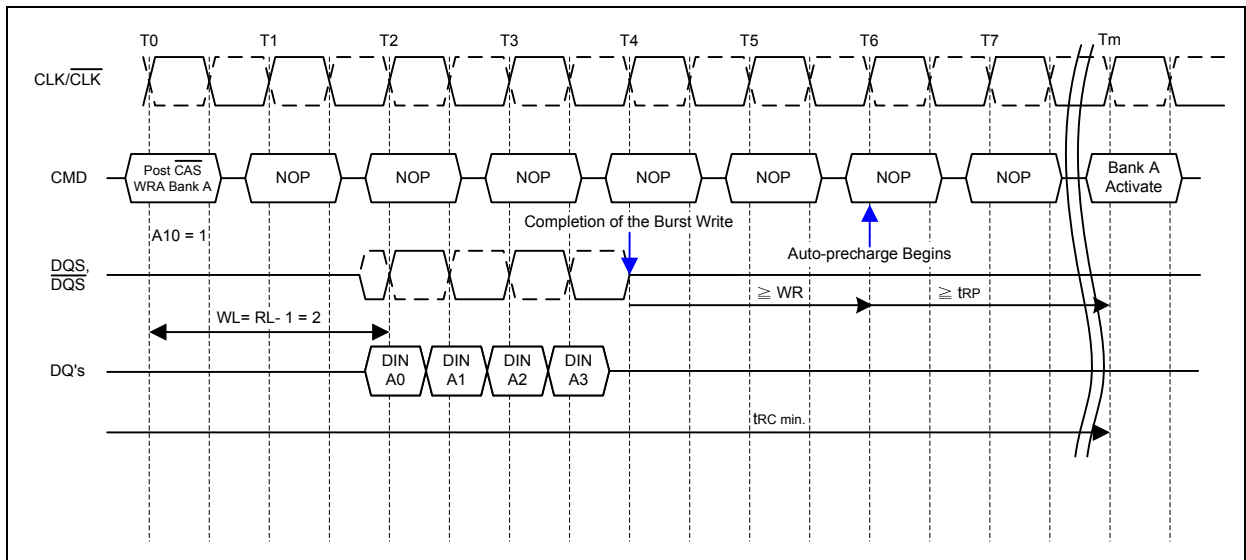 T0 T1 T2 T3 T4 T5 T6 T7 Tm
CLK/CLK
CMD
Post CAS
WRA Bank A
NOP NOP NOP NOP NOP NOP NOP
Bank A
Activate
A10 = 1
Completion of the Burst Write
Auto-precharge Begins
DQS,
DQS
≧ WR
≧ tRP
WL= RL- 1 = 2
DQ's
DIN
A0
DIN
A1
DIN
A2
DIN
A3
tRC min.